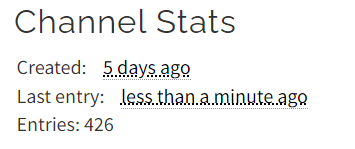 Channel Stats
Created: 5 days ago
Last entry: less than a minute ago
Entries: 426